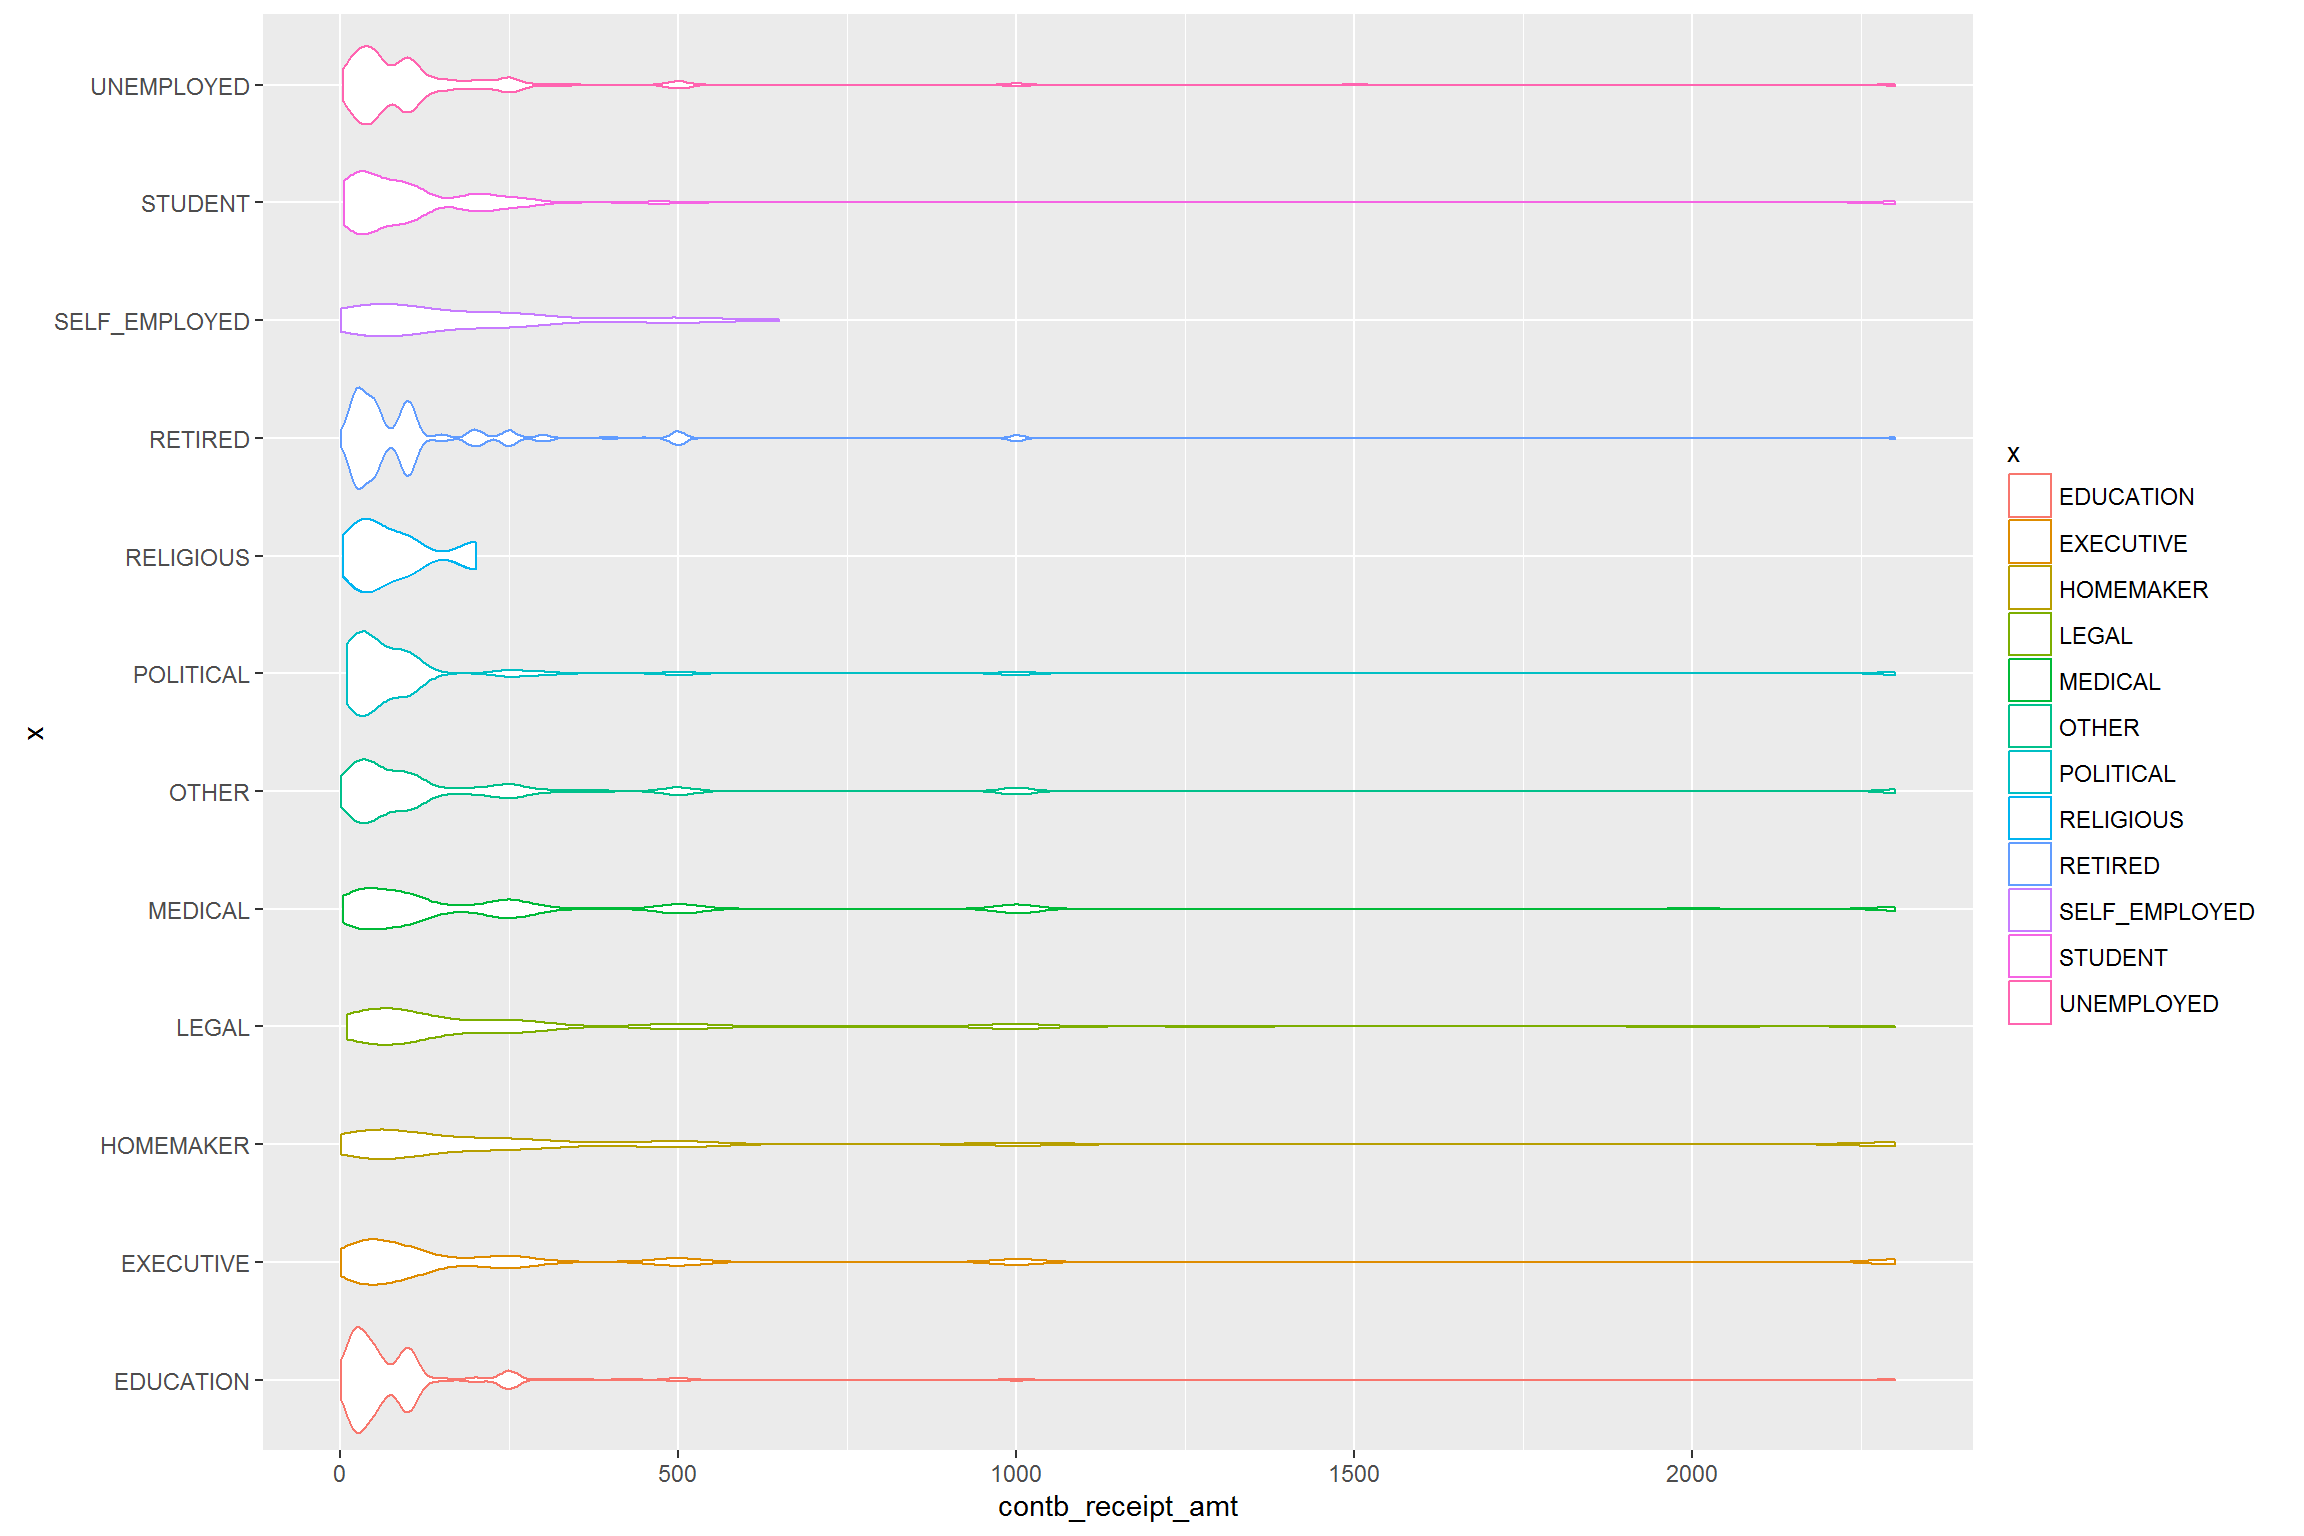 UNEMPLOYED
STUDENT
SELF_EMPLOYED
RETIRED
RELIGIOUS
POLITICAL
OTHER
MEDICAL
LEGAL
HOMEMAKER
EXECUTIVE
EDUCATION
x
0 500 1000 1500 2000
contb_receipt_amt
x
EDUCATION
EXECUTIVE
HOMEMAKER
LEGAL
MEDICAL
OTHER
POLITICAL
RELIGIOUS
RETIRED
SELF_EMPLOYED
STUDENT
UNEMPLOYED